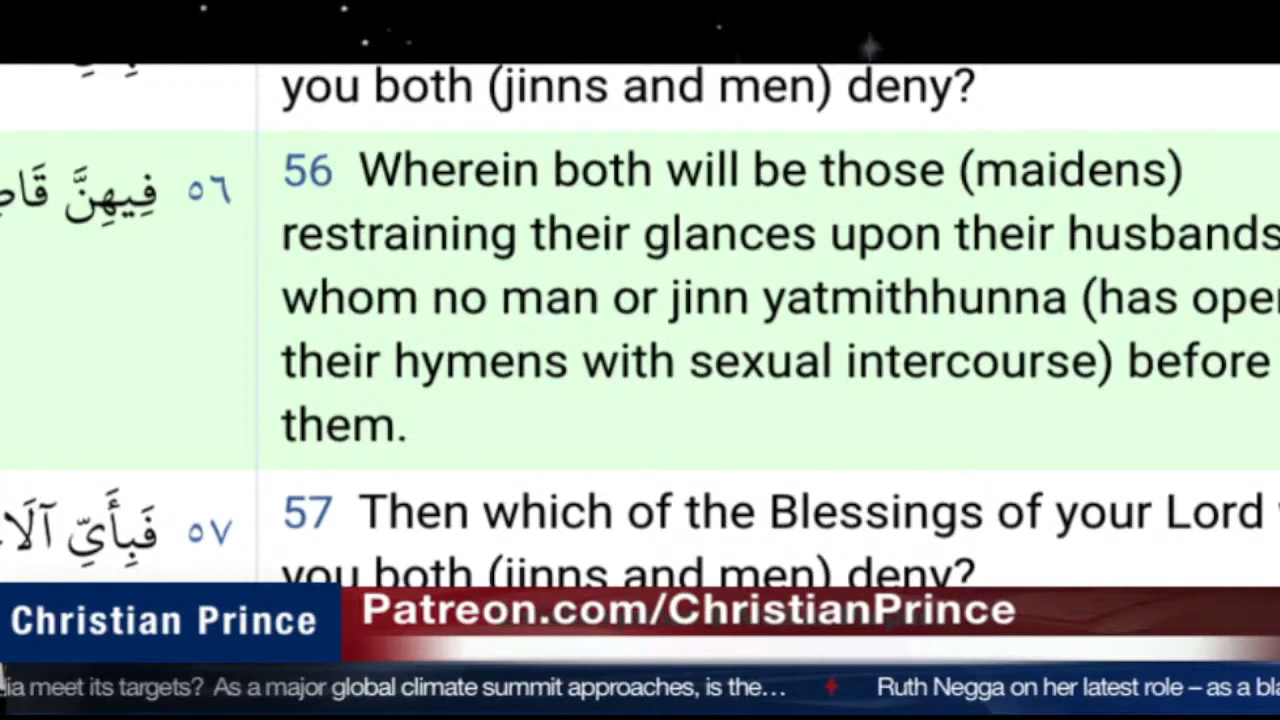 you both (jinns and men) deny?
٥٦ فِيهِنَّ
56 Wherein both will be those (maidens)
restraining their glances upon their husbands
whom no man or jinn yatmithhunna (has
their hymens with sexual intercourse) before
them.
٥٧ فَبِأَيِّ
57 Then which of the Blessings of your Lord
you both (jinns and men) deny?
Christian Prince
Patreon.com/ChristianPrince
meet its targets? As a major global climate summit approaches, is the... Ruth Negga on her latest role – as a